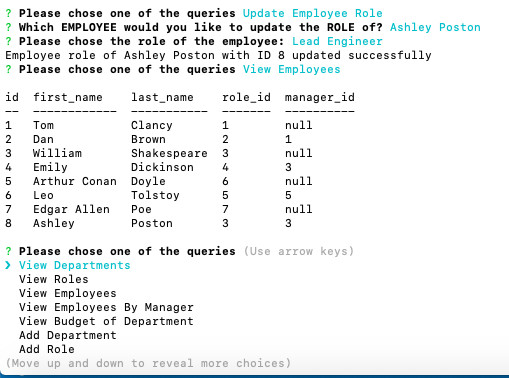 ? Please chose one of the queries Update Employee Role
? Which EMPLOYEE would you like to update the ROLE of? Ashley Poston
? Please chose the role of the employee: Lead Engineer
Employee role of Ashley Poston with ID 8 updated successfully
? Please chose one of the queries View Employees
id  first_name    last_name    role_id  manager_id
--  ------------  -----------  -------  ----------
1   Tom           Clancy       1        null
2   Dan           Brown        2        1
3   William       Shakespeare  3        null
4   Emily         Dickinson    4        3
5   Arthur Conan  Doyle        6        null
6   Leo           Tolstoy      5        5
7   Edgar Allen   Poe          7        null
8   Ashley        Poston       3        3
? Please chose one of the queries (Use arrow keys)
❯ View Departments
  View Roles
  View Employees
  View Employees By Manager
  View Budget of Department
  Add Department
  Add Role
(Move up and down to reveal more choices)